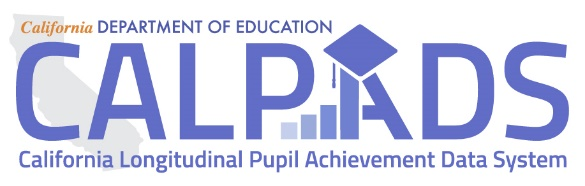 California DEPARTMENT OF EDUCATION
CALPADS
California Longitudinal Pupil Achievement Data System